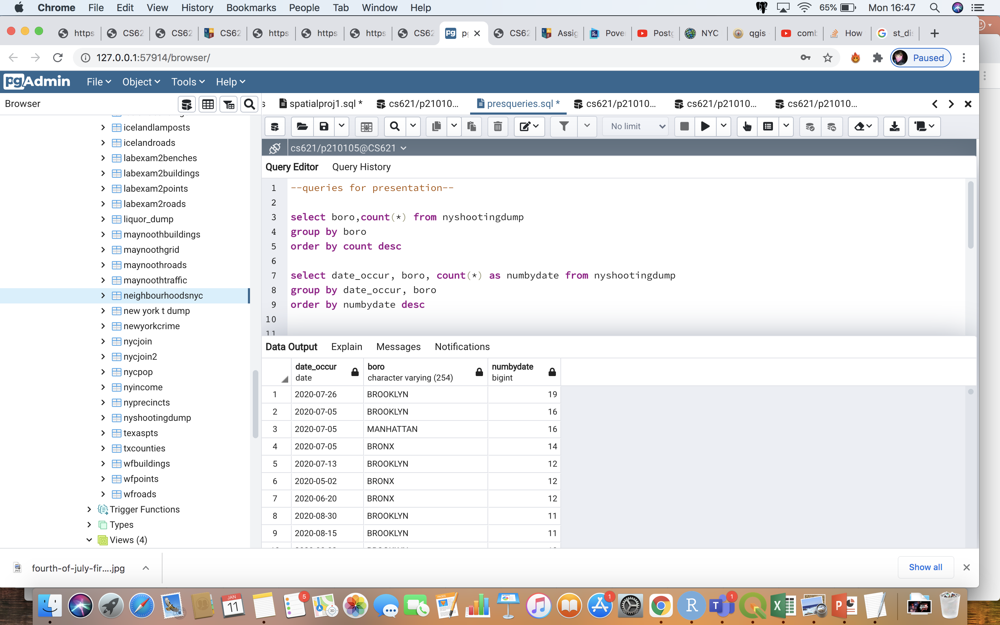 Chrome File Edit View History Bookmarks People Tab Window Help 65% Mon 16:47
https CS62 CS62 CS62 https https https CS62 pg CS62 Assig Pover Postg NYC qgis comb How st_dis
127.0.0.1:57914/browser/ Paused
pgAdmin File Object Tools Help
Browser
s spatialproj1.sql * cs621/p21010... presqueries.sql * cs621/p21010... cs621/p21010... cs621/p21010...
No limit
cs621/p210105@CS621
Query Editor Query History
1 --queries for presentation--
2
3 select boro,count(*) from nyshootingdump
4 group by boro
5 order by count desc
6
7 select date_occur, boro, count(*) as numbydate from nyshootingdump
8 group by date_occur, boro
9 order by numbydate desc
10
11
icelandlamposts
icelandroads
labexam2benches
labexam2buildings
labexam2points
labexam2roads
liquor_dump
maynoothbuildings
maynoothgrid
maynoothroads
maynoothtraffic
neighbourhoodsnyc
new york t dump
newyorkcrime
nycjoin
nycjoin2
nycpop
nyincome
nyprecincts
nyshootingdump
texaspts
txcounties
wfbuildings
wfpoints
wfroads
Trigger Functions
Types
Views (4)
Data Output Explain Messages Notifications
date_occur boro numbydate
date character varying (254) bigint
1 2020-07-26 BROOKLYN 19
2 2020-07-05 BROOKLYN 16
3 2020-07-05 MANHATTAN 16
4 2020-07-05 BRONX 14
5 2020-07-13 BROOKLYN 12
6 2020-05-02 BRONX 12
7 2020-06-20 BRONX 12
8 2020-08-30 BROOKLYN 11
9 2020-08-15 BROOKLYN 11
fourth-of-july-fir....jpg Show all
JAN
11
5
3D
PAGES
1
R
T
1
X
P